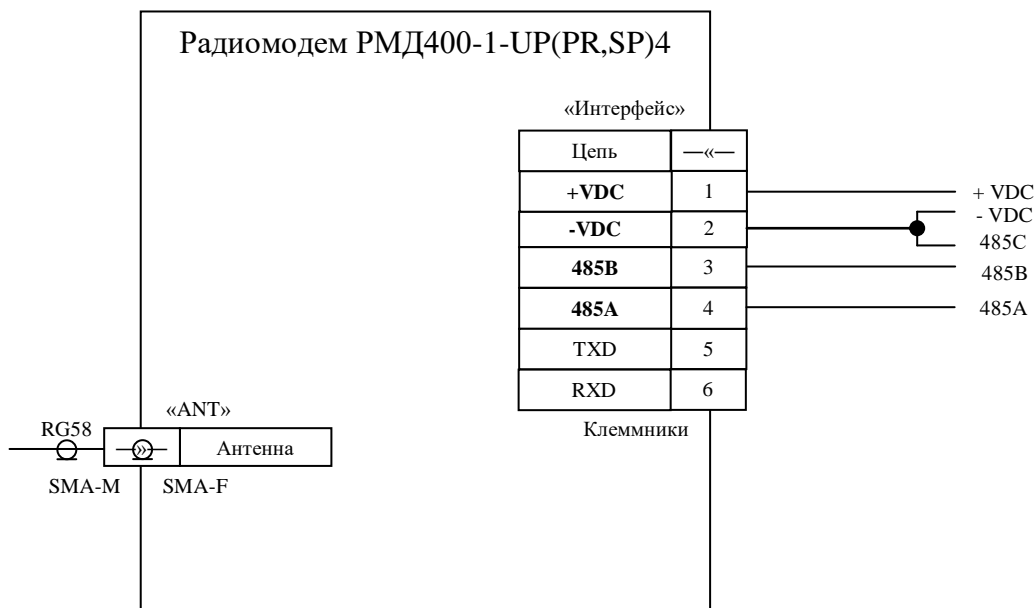 Радиомодем РМД400-1-UP(PR,SP)4
«Интерфейс»
Цепь —«—
+VDC 1 + VDC
-VDC 2 - VDC
485C
485B 3 485B
485A 4 485A
TXD 5
RXD 6
Клеммники
«ANT»
RG58
—»— Антенна
SMA-M SMA-F